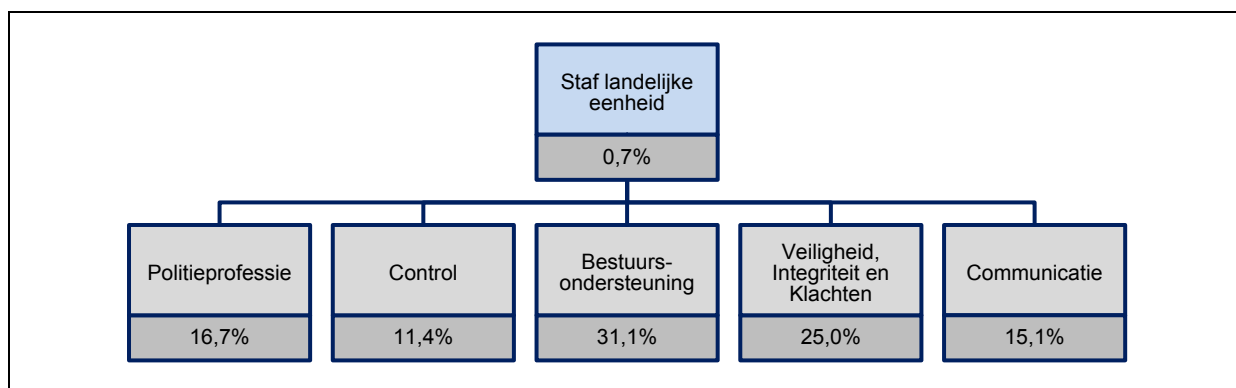 Staf landelijke
eenheid
0,7%
Politieprofessie
16,7%
Control
11,4%
Bestuurs-
ondersteuning
31,1%
Veiligheid,
Integriteit en
Klachten
25,0%
Communicatie
15,1%